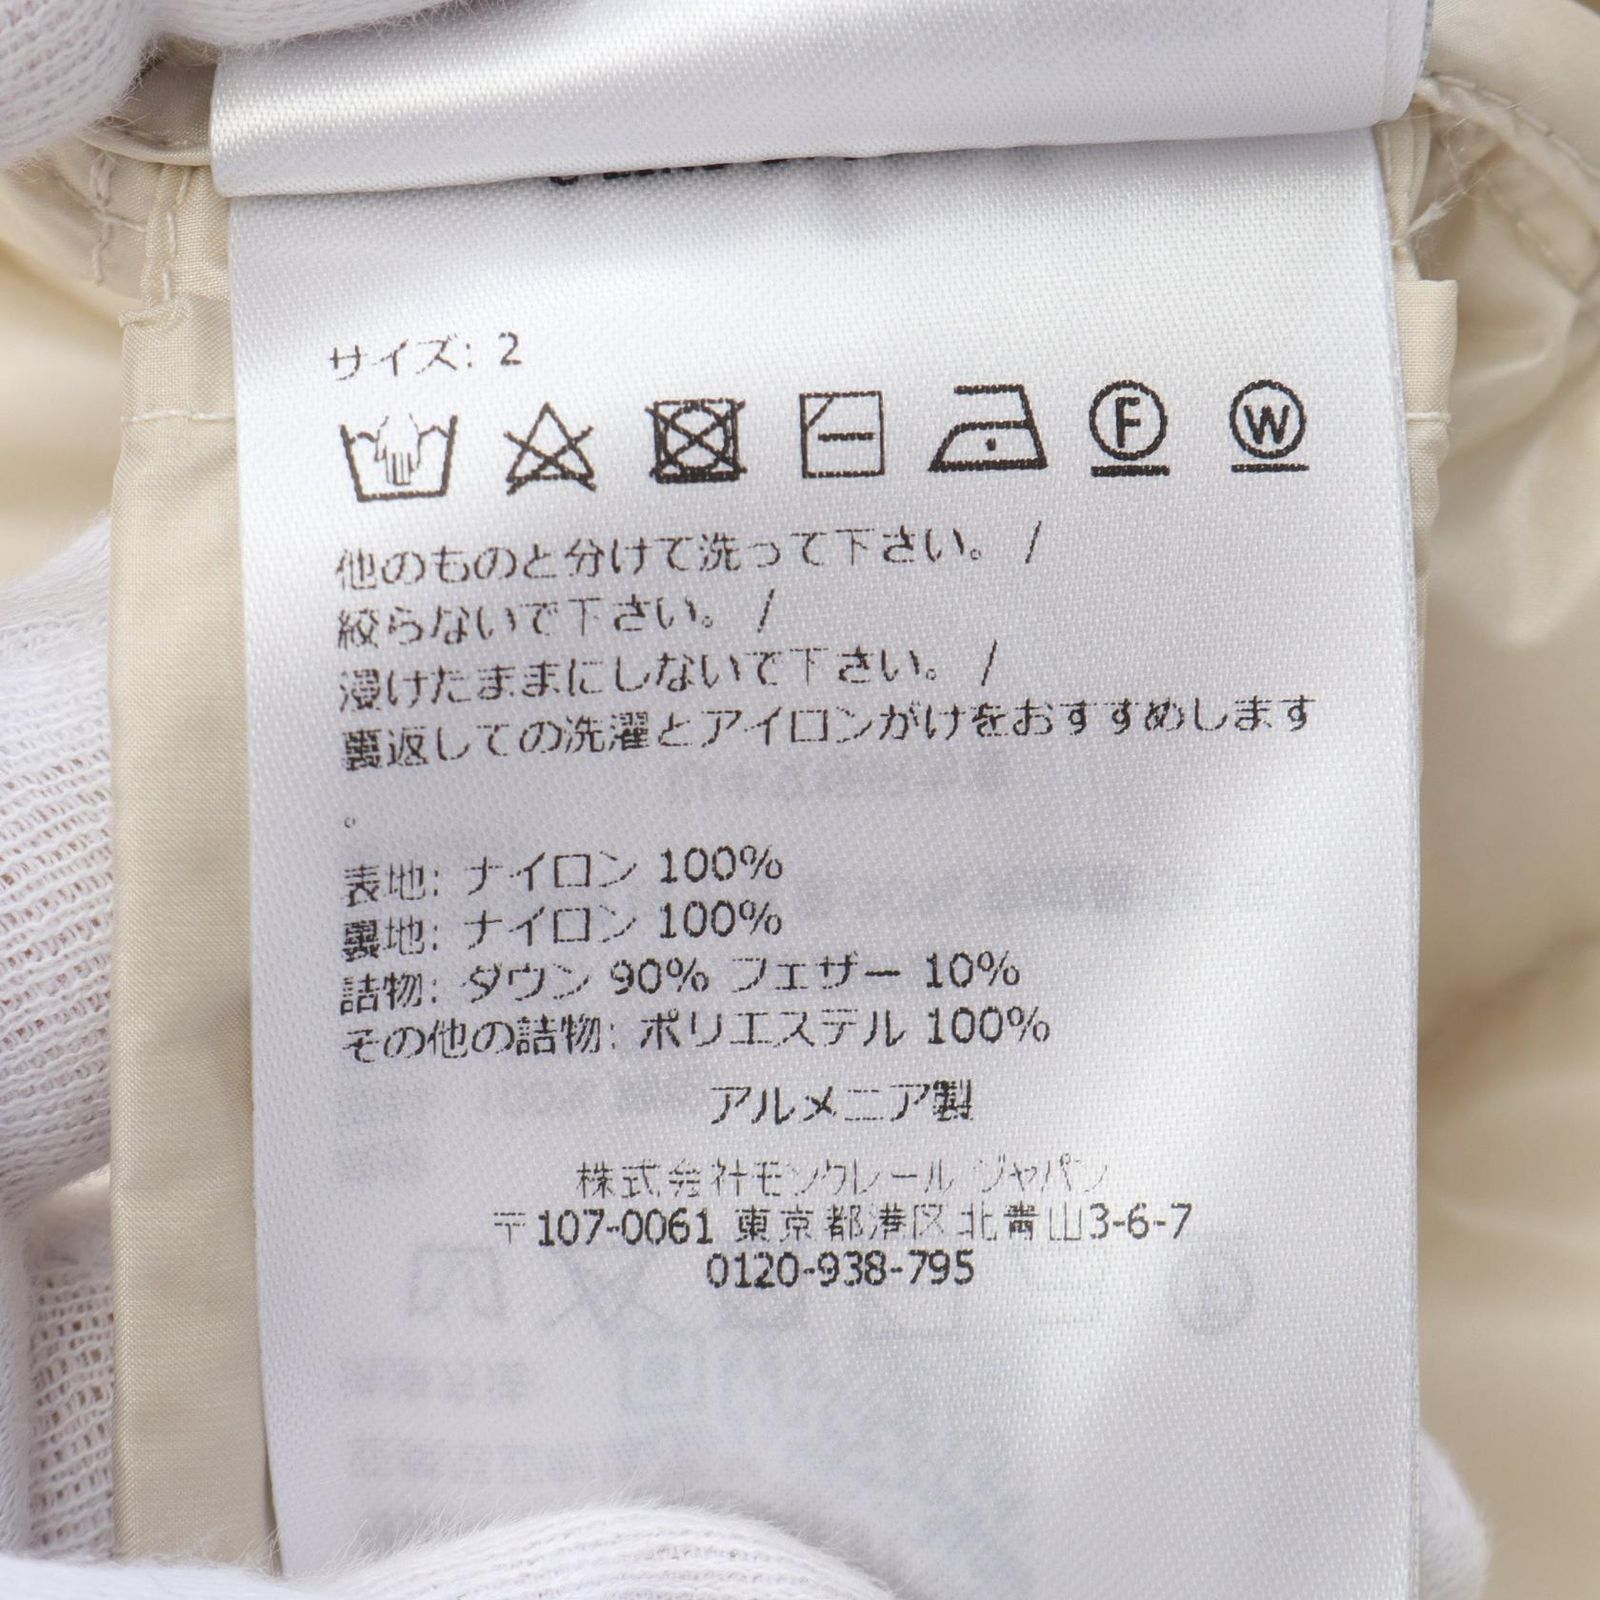 サイズ: 2
F W
他のものと分けて洗って下さい。 /
絞らないで下さい。 /
浸けたままにしないで下さい。 /
裏返しての洗濯とアイロンがけをおすすめします
。
表地: ナイロン 100%
裏地: ナイロン 100%
詰物: ダウン 90% フェザー 10%
その他の詰物: ポリエステル 100%
アルメニア製
株式会社モンクレール ジャパン
〒107-0061 東京都港区北青山3-6-7
0120-938-795